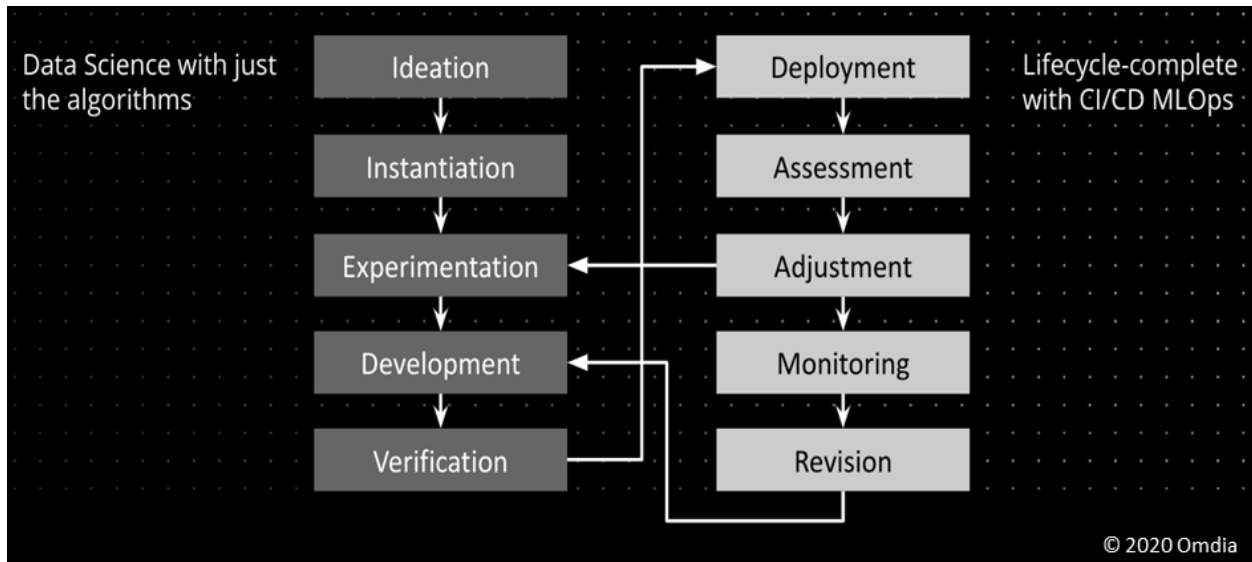 Data Science with just
the algorithms
Ideation
Instantiation
Experimentation
Development
Verification
Deployment
Assessment
Adjustment
Monitoring
Revision
Lifecycle-complete
with CI/CD MLOps
© 2020 Omdia